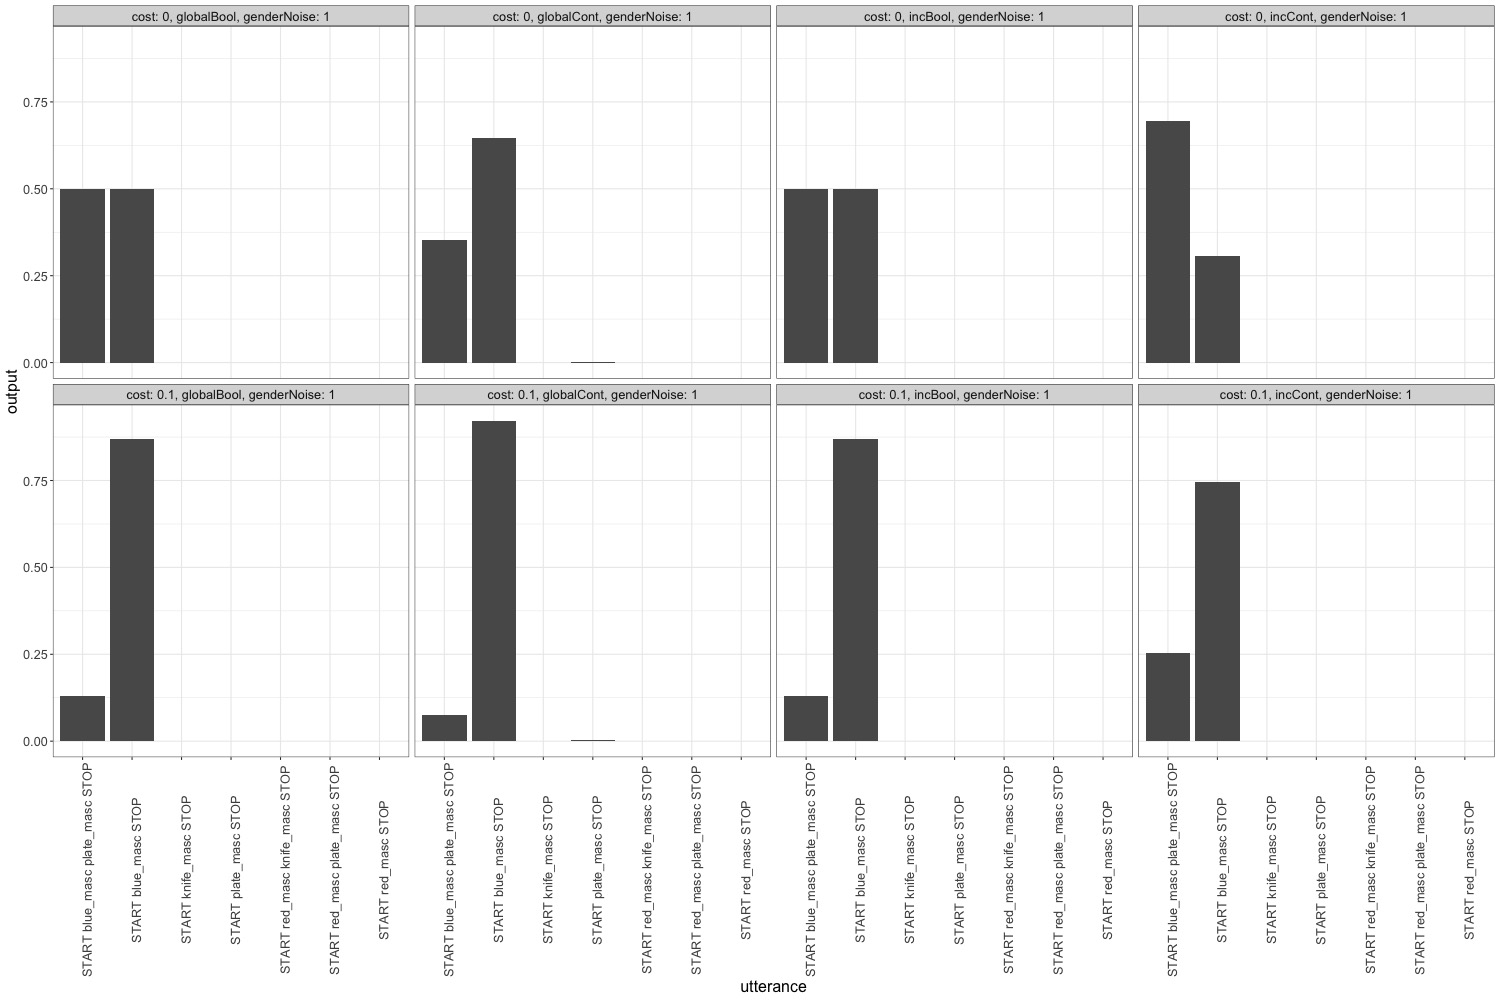 cost: 0, globalBool, genderNoise: 1
cost: 0, globalCont, genderNoise: 1
cost: 0, incBool, genderNoise: 1
cost: 0, incCont, genderNoise: 1
0.75
0.50
0.25
0.00
output
cost: 0.1, globalBool, genderNoise: 1
cost: 0.1, globalCont, genderNoise: 1
cost: 0.1, incBool, genderNoise: 1
cost: 0.1, incCont, genderNoise: 1
0.75
0.50
0.25
0.00
START blue_masc plate_masc STOP
START blue_masc STOP
START knife_masc STOP
START plate_masc STOP
START red_masc knife_masc STOP
START red_masc plate_masc STOP
START red_masc STOP
START blue_masc plate_masc STOP
START blue_masc STOP
START knife_masc STOP
START plate_masc STOP
START red_masc knife_masc STOP
START red_masc plate_masc STOP
START red_masc STOP
START blue_masc plate_masc STOP
START blue_masc STOP
START knife_masc STOP
START plate_masc STOP
START red_masc knife_masc STOP
START red_masc plate_masc STOP
START red_masc STOP
START blue_masc plate_masc STOP
START blue_masc STOP
START knife_masc STOP
START plate_masc STOP
START red_masc knife_masc STOP
START red_masc plate_masc STOP
START red_masc STOP
utterance